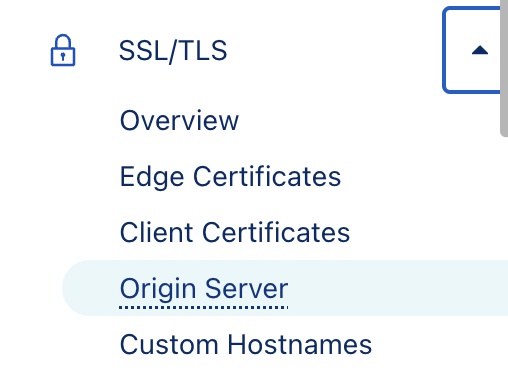 SSL/TLS
Overview
Edge Certificates
Client Certificates
Origin Server
Custom Hostnames